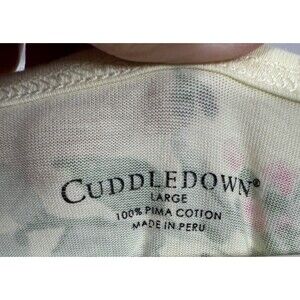 CUDDLEDOWN®
LARGE
100% PIMA COTTON
MADE IN PERU